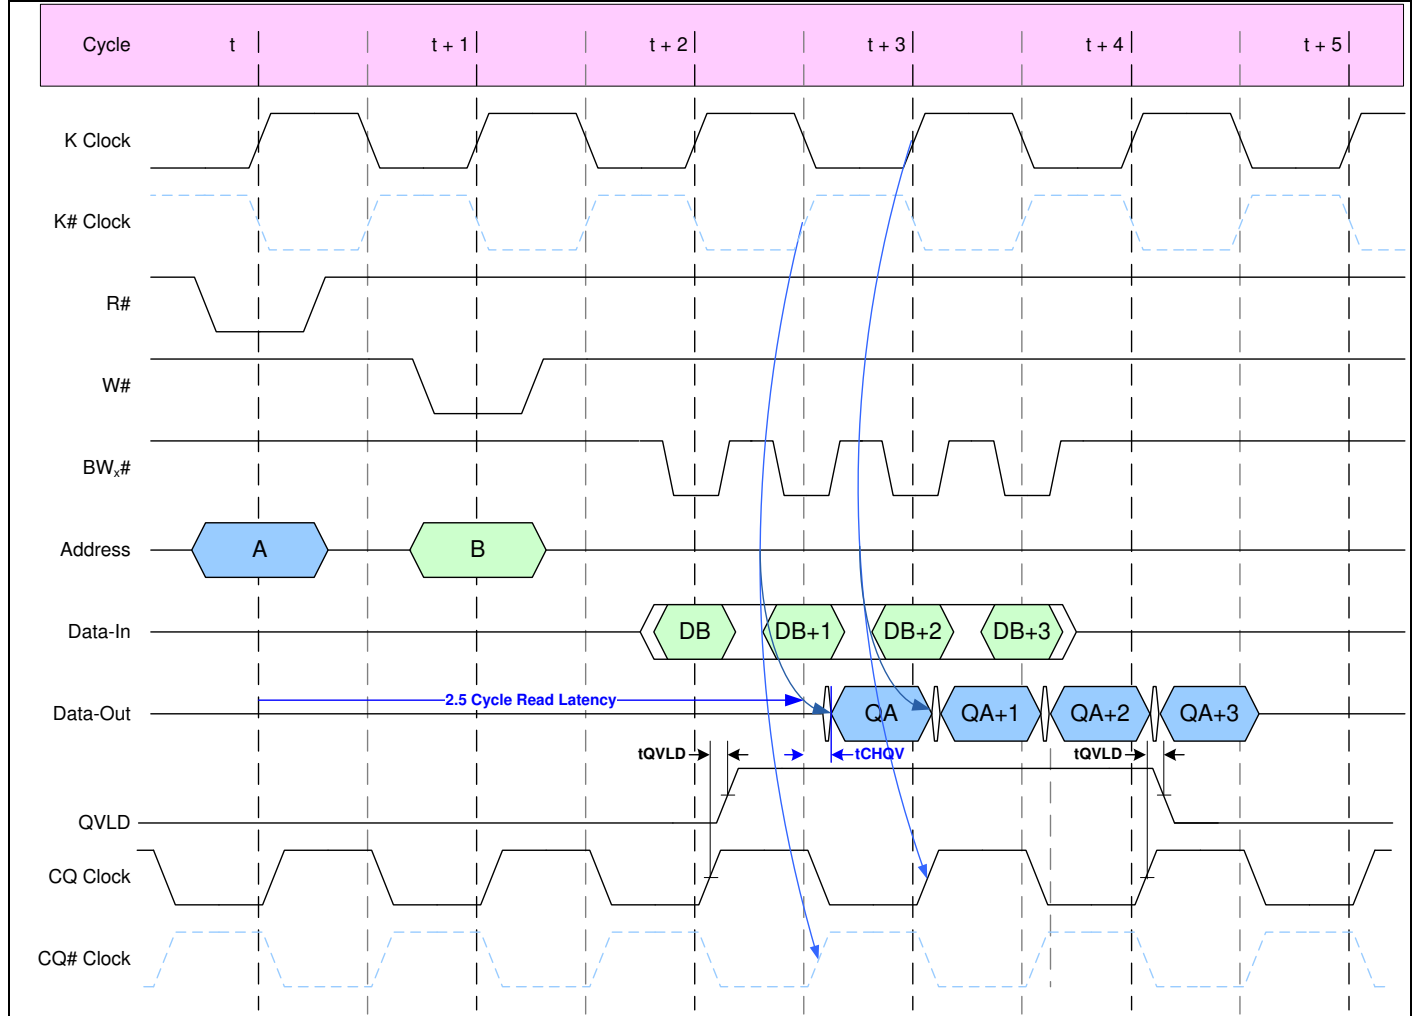 Cycle t t + 1 t + 2 t + 3 t + 4 t + 5
K Clock
K# Clock
R#
W#
BWx#
Address A B
Data-In DB DB+1 DB+2 DB+3
2.5 Cycle Read Latency
Data-Out QA QA+1 QA+2 QA+3
tQVLD tCHQV tQVLD
QVLD
CQ Clock
CQ# Clock